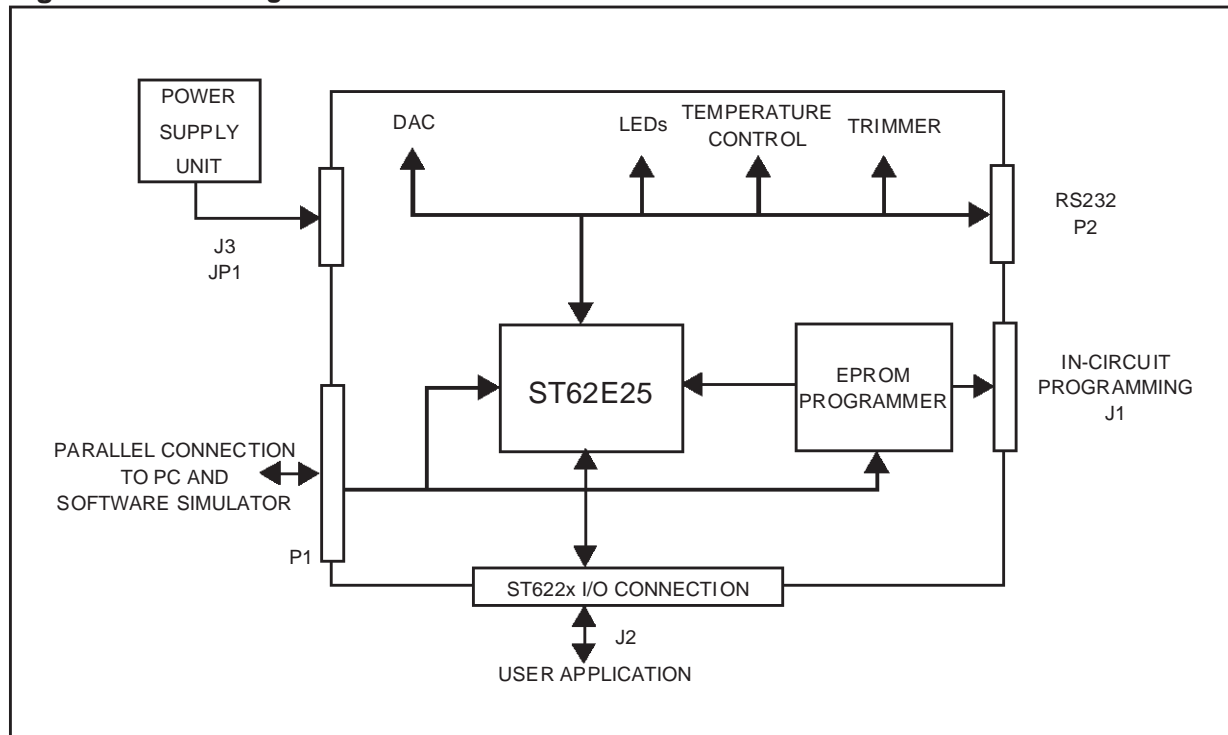 POWER
SUPPLY
UNIT
DAC
LEDs
TEMPERATURE
CONTROL
TRIMMER
RS232
P2
J3
JP1
ST62E25
EPROM
PROGRAMMER
IN-CIRCUIT
PROGRAMMING
J1
PARALLEL CONNECTION
TO PC AND
SOFTWARE SIMULATOR
P1
ST622x I/O CONNECTION
J2
USER APPLICATION